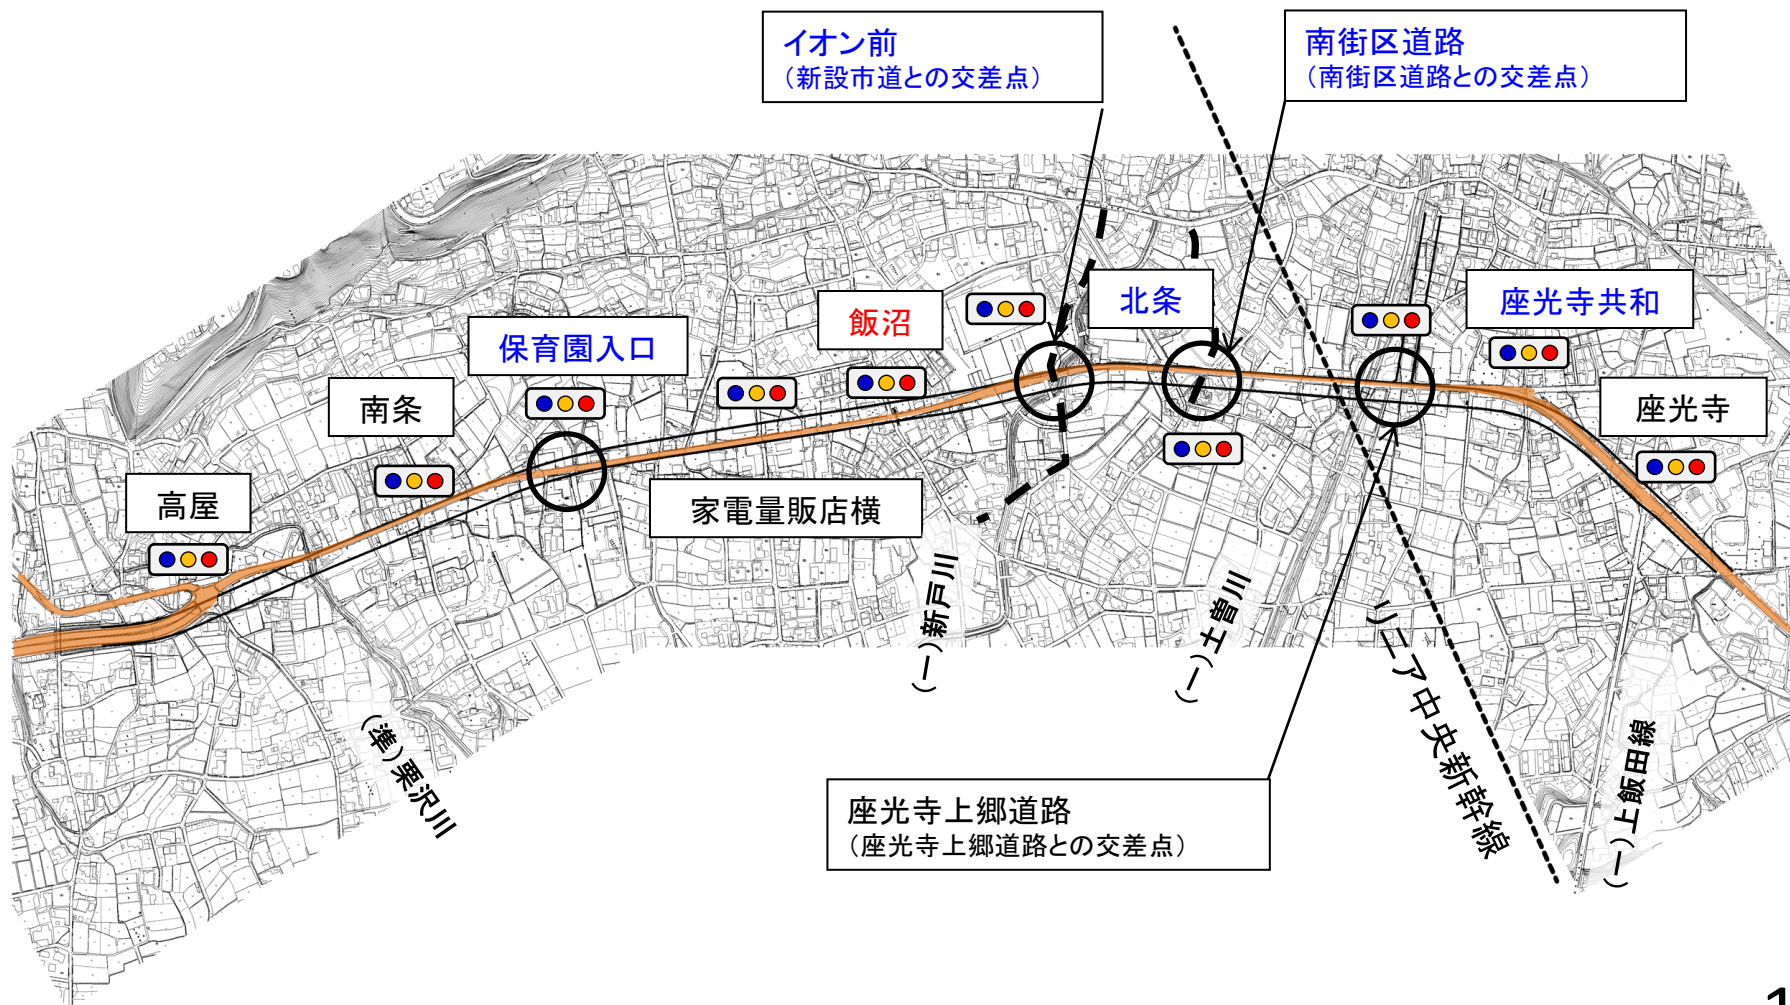 イオン前
（新設市道との交差点）
南街区道路
（南街区道路との交差点）
北条
座光寺共和
飯沼
保育園入口
南条
座光寺
高屋
家電量販店横
(一)新戸川
(一)土曽川
リニア中央新幹線
(準)栗沢川
(一)上飯田線
座光寺上郷道路
（座光寺上郷道路との交差点）
1